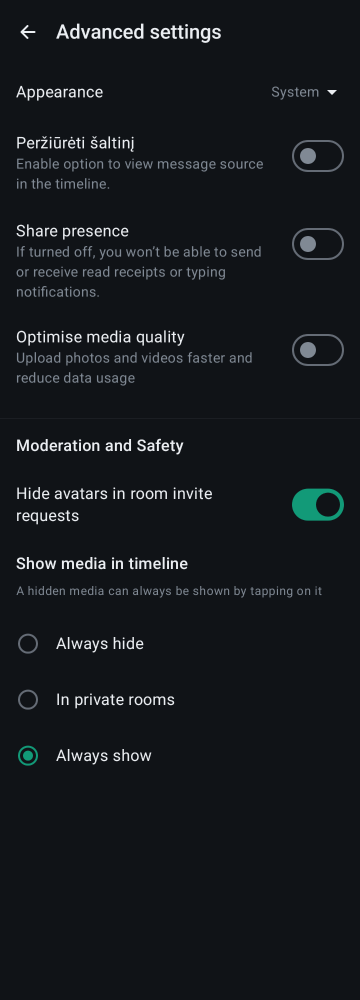 Advanced settings
Appearance
System
Peržiūrėti šaltinį
Enable option to view message source
in the timeline.
Share presence
If turned off, you won’t be able to send
or receive read receipts or typing
notifications.
Optimise media quality
Upload photos and videos faster and
reduce data usage
Moderation and Safety
Hide avatars in room invite
requests
Show media in timeline
A hidden media can always be shown by tapping on it
Always hide
In private rooms
Always show